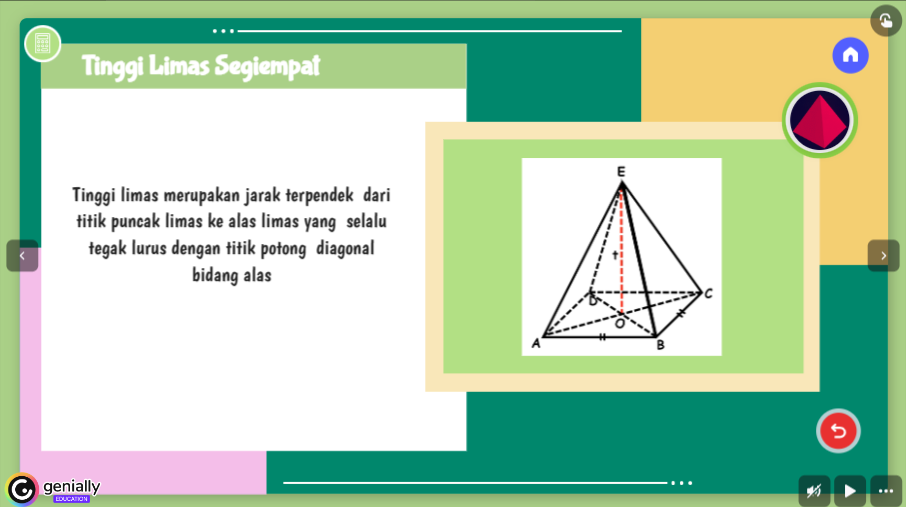 Tinggi Limas Segiempat
Tinggi limas merupakan jarak terpendek dari
titik puncak limas ke alas limas yang selalu
tegak lurus dengan titik potong diagonal
bidang alas
E
t
D
C
O
A
B
genially
EDUCATION